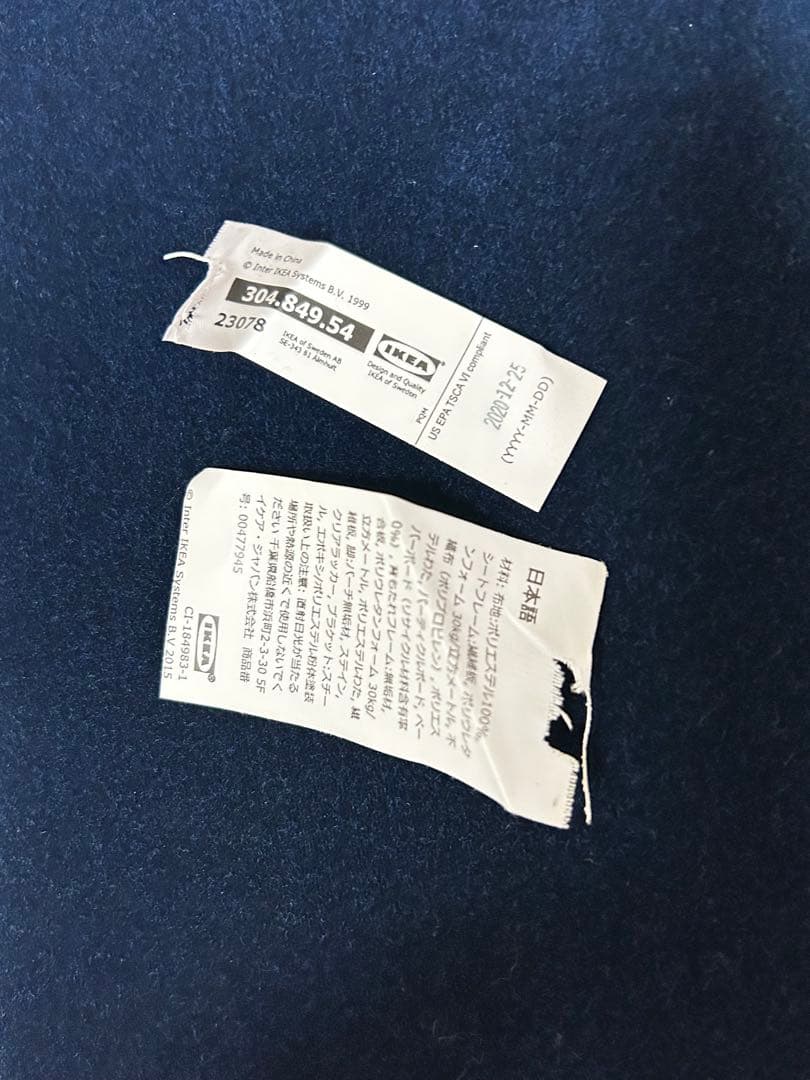 Made in China
© Inter IKEA Systems B.V. 1999
304.849.54
23078
IKEA of Sweden AB
SE-343 81 Älmhult
IKEA®
Design and Quality
IKEA of Sweden
PQM
US EPA TSCA VI compliant
2020-12-25
(YYYY-MM-DD)
日本語
材料: 布地:ポリエステル100%,
シートフレーム:繊維板, ポリウレタ
ンフォーム 30kg/立方メートル, 不
織布 (ポリプロピレン), ポリエス
テルわた, パーティクルボード, ペー
パーボード (リサイクル材料含有率
0%), 背もたれフレーム:無垢材,
合板, ポリウレタンフォーム 30kg/
立方メートル, ポリエステルわた, 繊
維板, 脚:バーチ無垢材, ステイン,
クリアラッカー, ブラケット:スチー
ル, エポキシ/ポリエステル粉体塗装
取扱い上の注意: 直射日光が当たる
場所や熱源の近くで使用しないでく
ださい 千葉県船橋市浜町2-3-30 5F
イケア・ジャパン株式会社 商品番
号: 00477945
IKEA®
CI-184983-1
© Inter IKEA Systems B.V 2015